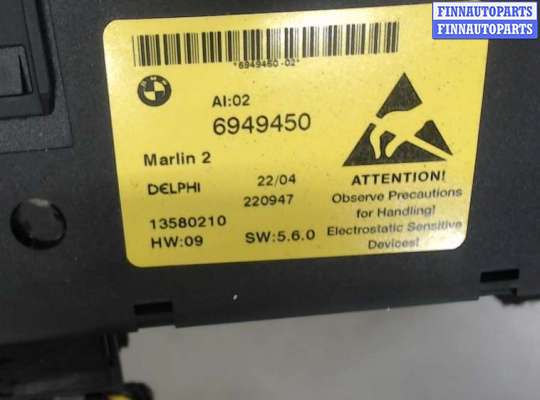 FINNAUTOPARTS
FINNAUTOPARTS
*6949450-02*
BMW
AI:02
6949450
Marlin 2
DELPHI
22/04
220947
13580210
HW:09
SW:5.6.0
ATTENTION!
Observe Precautions
for Handling!
Electrostatic Sensitive
Devices!